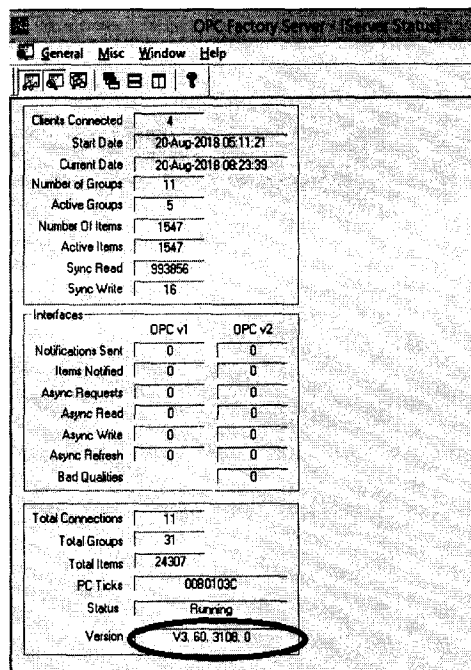 OPC Factory Server - [Server Status]
General Misc Window Help
Clients Connected 4
Start Date 20-Aug-2018 05:11:21
Current Date 20-Aug-2018 08:23:39
Number of Groups 11
Active Groups 5
Number Of Items 1547
Active Items 1547
Sync Read 993856
Sync Write 16
Interfaces
OPC v1 OPC v2
Notifications Sent 0 0
Items Notified 0 0
Async Requests 0 0
Async Read 0 0
Async Write 0 0
Async Refresh 0 0
Bad Qualities 0
Total Connections 11
Total Groups 31
Total Items 24307
PC Ticks 0080103C
Status Running
Version V3, 60, 3108, 0